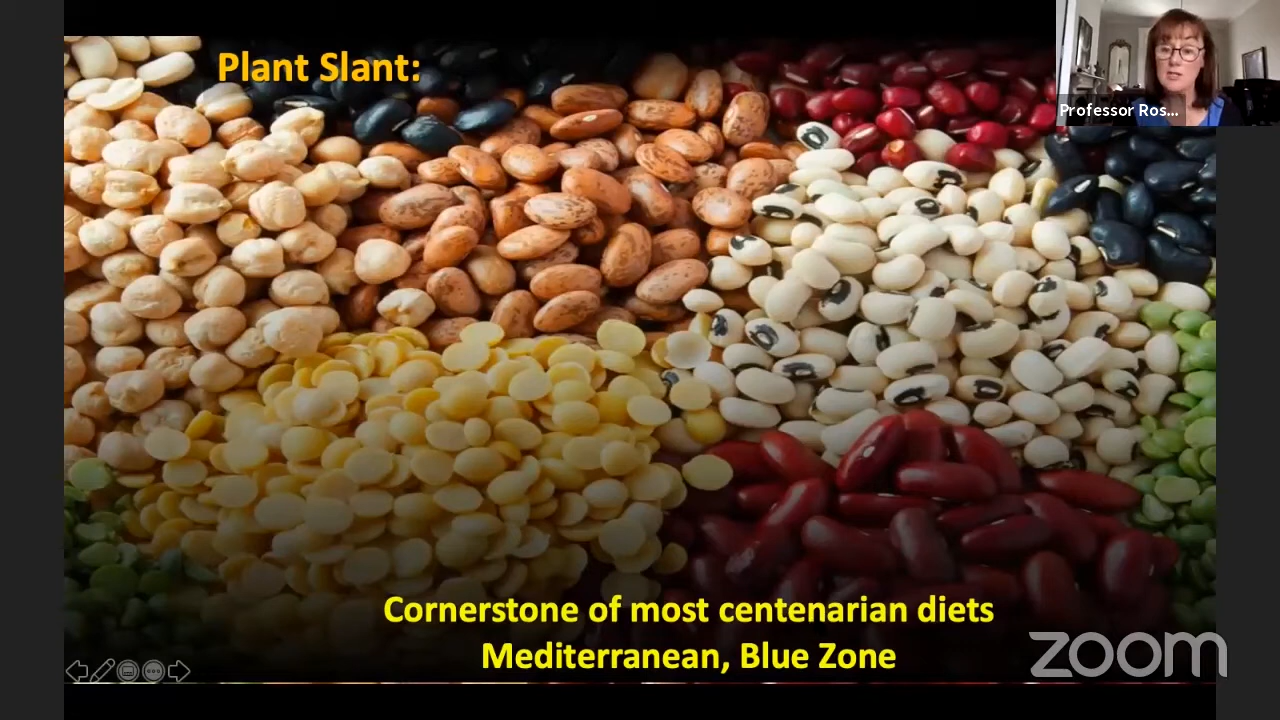 Plant Slant:
Professor Ros...
Cornerstone of most centenarian diets
Mediterranean, Blue Zone
zoom